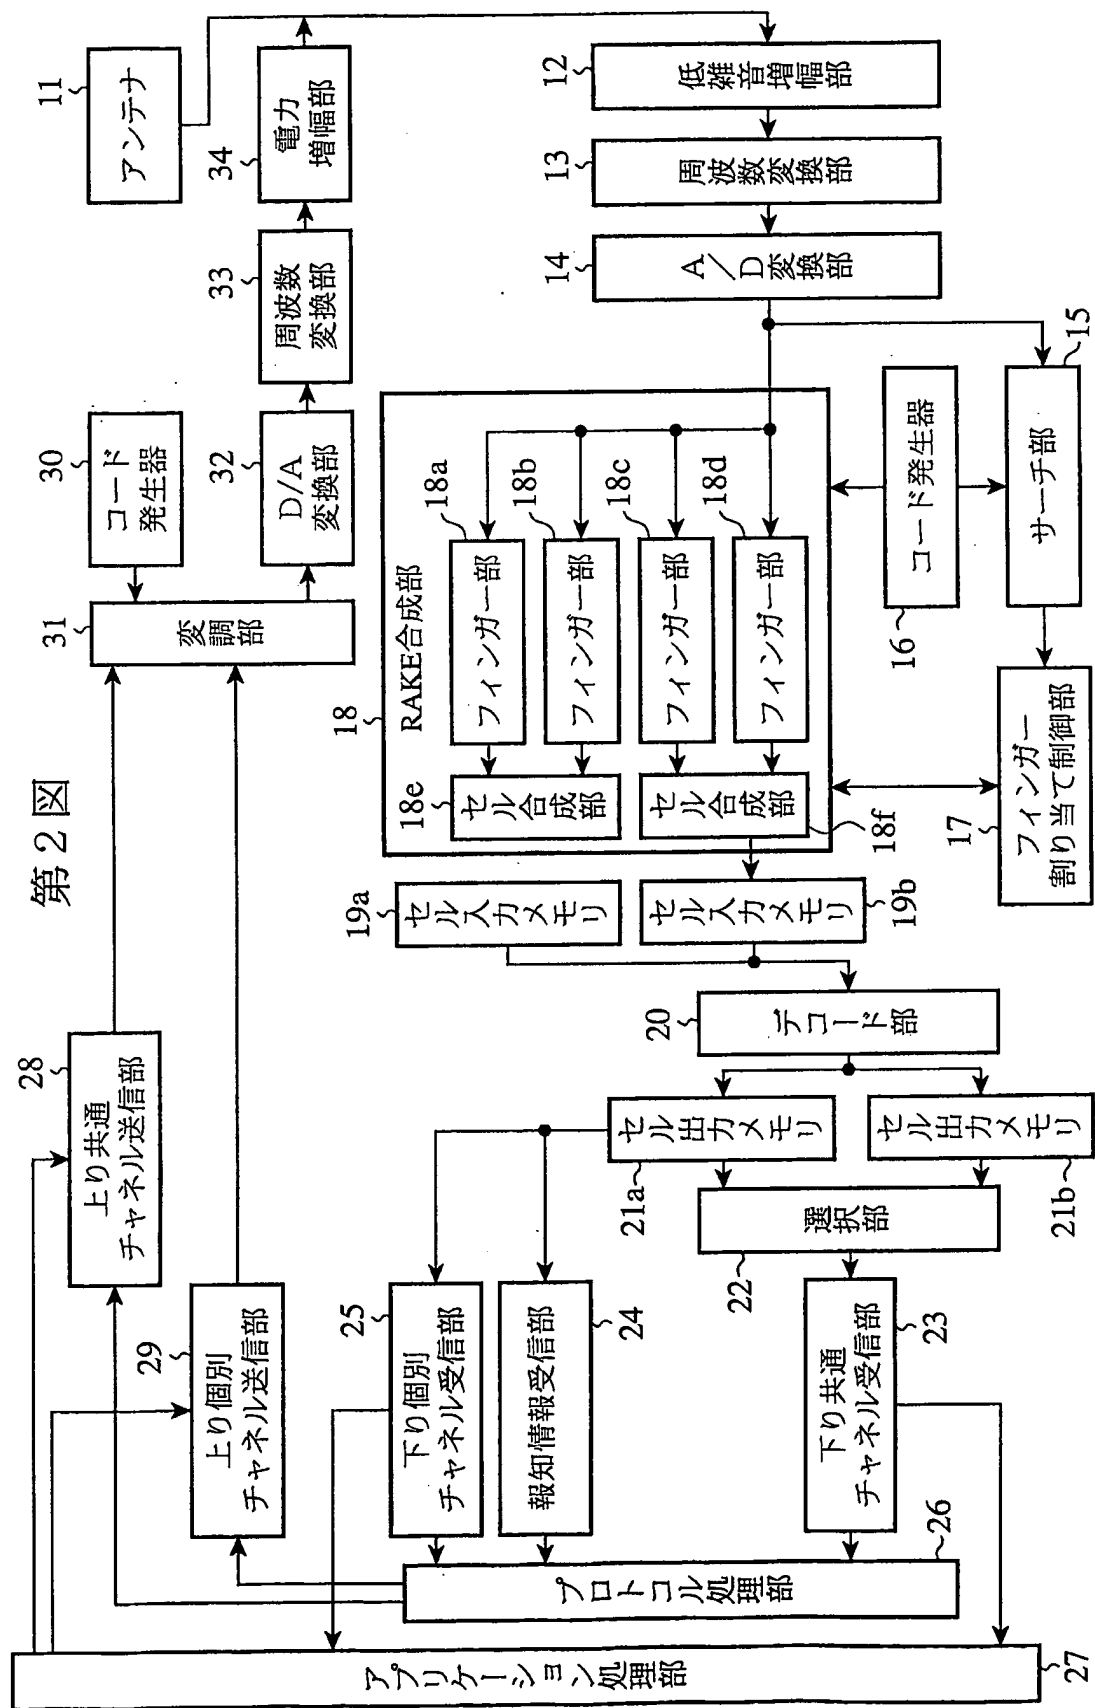 第２図
11
アンテナ
12
低雑音増幅部
13
周波数変換部
14
A／D変換部
15
サーチ部
16
コード発生器
17
フィンガー
割り当て制御部
18
RAKE合成部
18a
フィンガー部
18b
フィンガー部
18c
フィンガー部
18d
フィンガー部
18e
セル合成部
18f
セル合成部
19a
セル入力メモリ
19b
セル入力メモリ
20
デコード部
21a
セル出力メモリ
21b
セル出力メモリ
22
選択部
23
下り共通
チャネル受信部
24
報知情報受信部
25
下り個別
チャネル受信部
26
プロトコル処理部
27
アプリケーション処理部
28
上り共通
チャネル送信部
29
上り個別
チャネル送信部
30
コード
発生器
31
変調部
32
D/A
変換部
33
周波数
変換部
34
電力
増幅部